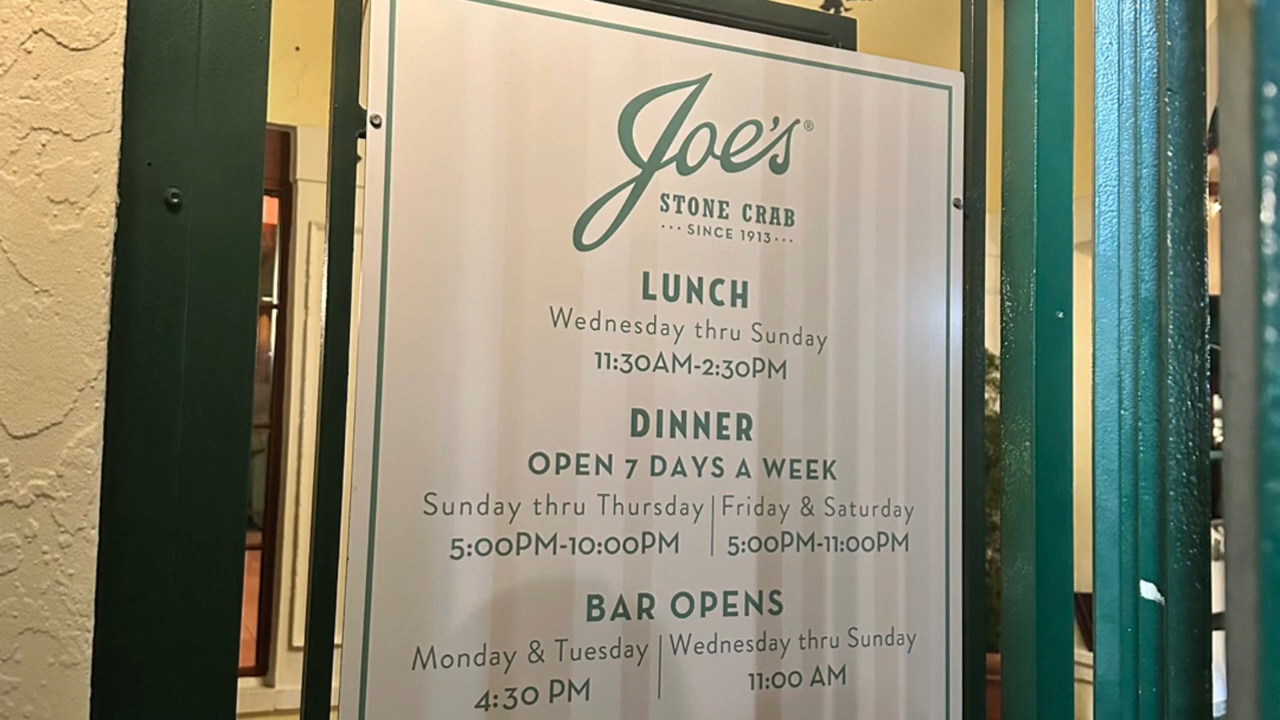 Joe's®
STONE CRAB
···SINCE 1913···
LUNCH
Wednesday thru Sunday
11:30AM-2:30PM
DINNER
OPEN 7 DAYS A WEEK
Sunday thru Thursday | Friday & Saturday
5:00PM-10:00PM | 5:00PM-11:00PM
BAR OPENS
Monday & Tuesday | Wednesday thru Sunday
4:30 PM | 11:00 AM